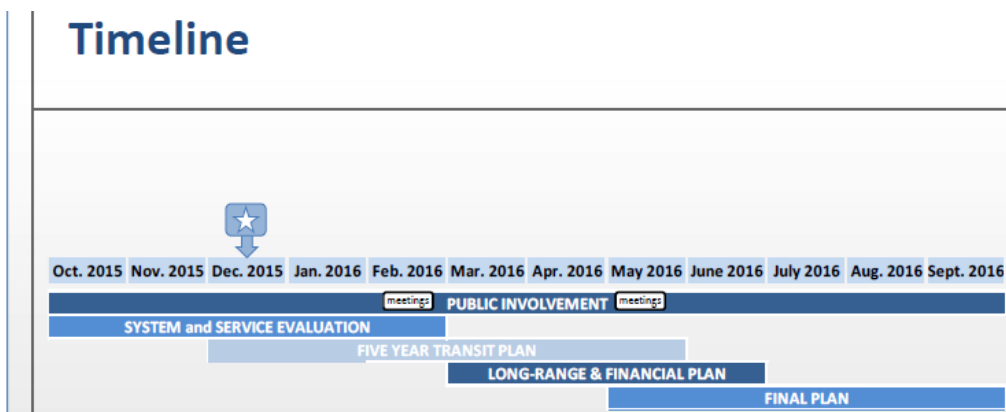 Timeline
Oct. 2015 Nov. 2015 Dec. 2015 Jan. 2016 Feb. 2016 Mar. 2016 Apr. 2016 May 2016 June 2016 July 2016 Aug. 2016 Sept. 2016
meetings PUBLIC INVOLVEMENT meetings
SYSTEM and SERVICE EVALUATION
FIVE YEAR TRANSIT PLAN
LONG-RANGE & FINANCIAL PLAN
FINAL PLAN